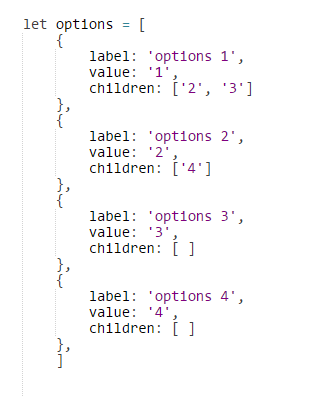 let options = [
    {
        label: 'options 1',
        value: '1',
        children: ['2', '3']
    },
    {
        label: 'options 2',
        value: '2',
        children: ['4']
    },
    {
        label: 'options 3',
        value: '3',
        children: [ ]
    },
    {
        label: 'options 4',
        value: '4',
        children: [ ]
    },
    ]